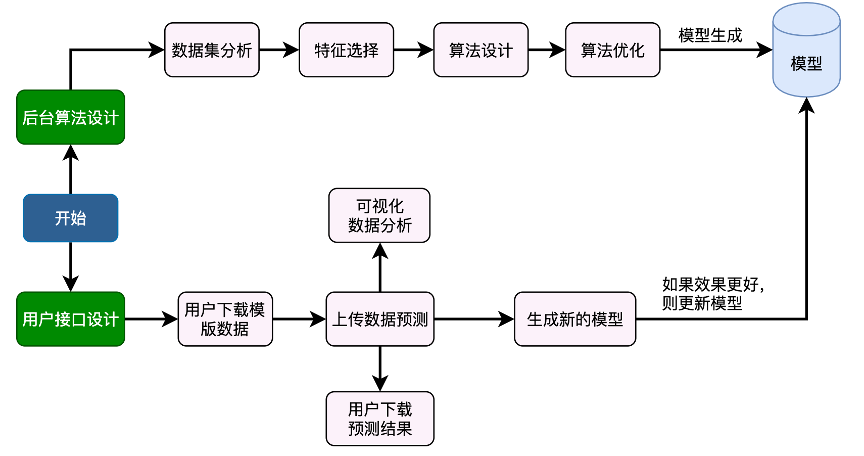 数据集分析
特征选择
算法设计
算法优化
模型生成
模型
后台算法设计
开始
可视化
数据分析
用户接口设计
用户下载模
版数据
上传数据预测
生成新的模型
如果效果更好，
则更新模型
用户下载
预测结果